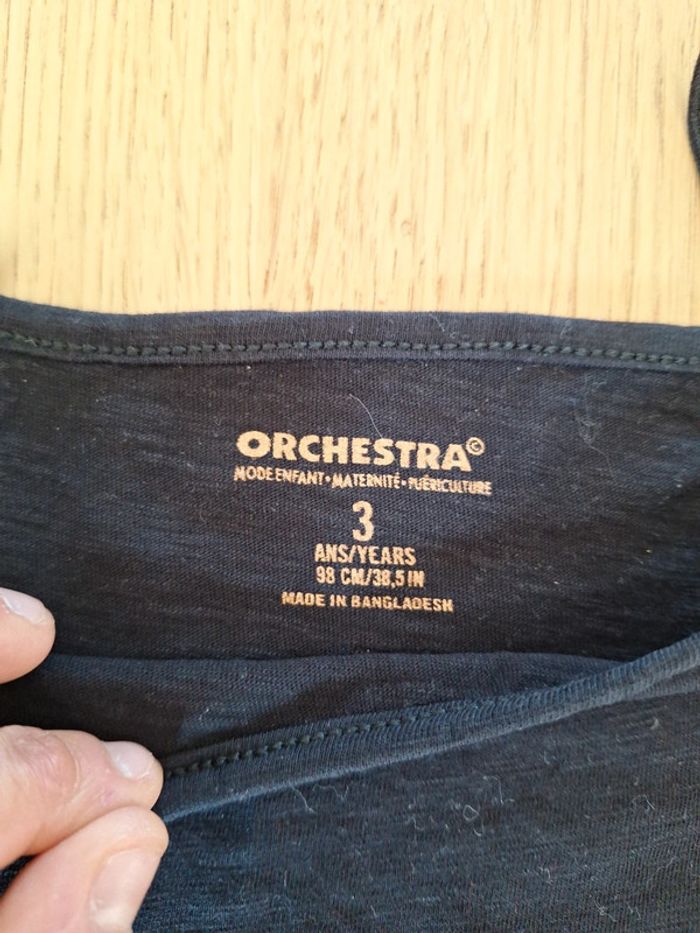 ORCHESTRA©
MODE ENFANT • MATERNITÉ • PUÉRICULTURE
3
ANS/YEARS
98 CM/38,5 IN
MADE IN BANGLADESH